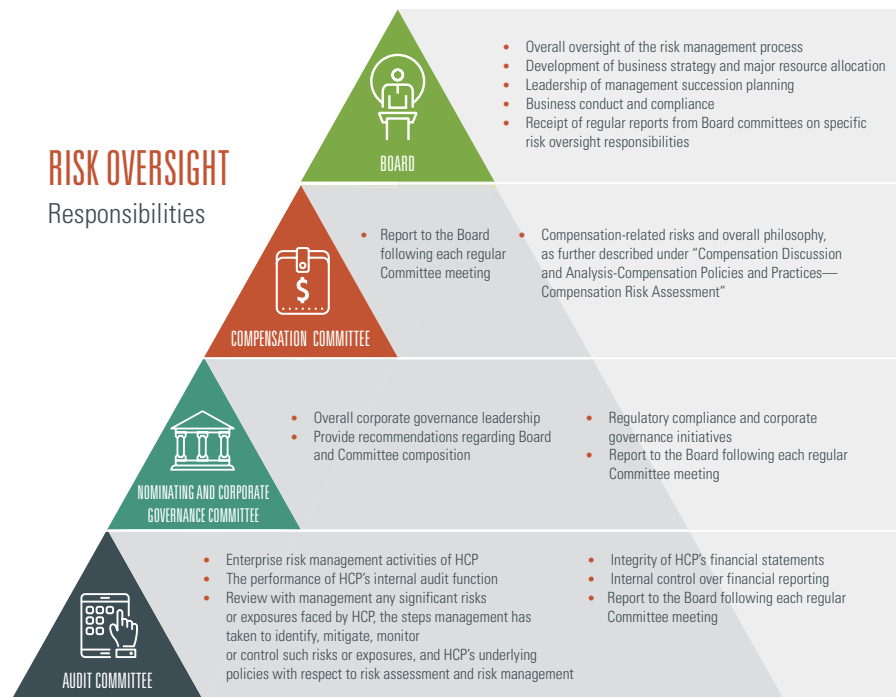 RISK OVERSIGHT
Responsibilities
BOARD
• Overall oversight of the risk management process
• Development of business strategy and major resource allocation
• Leadership of management succession planning
• Business conduct and compliance
• Receipt of regular reports from Board committees on specific
risk oversight responsibilities
$
COMPENSATION COMMITTEE
• Report to the Board
following each regular
Committee meeting
• Compensation-related risks and overall philosophy,
as further described under “Compensation Discussion
and Analysis-Compensation Policies and Practices—
Compensation Risk Assessment”
NOMINATING AND CORPORATE
GOVERNANCE COMMITTEE
• Overall corporate governance leadership
• Provide recommendations regarding Board
and Committee composition
• Regulatory compliance and corporate
governance initiatives
• Report to the Board following each regular
Committee meeting
AUDIT COMMITTEE
• Enterprise risk management activities of HCP
• The performance of HCP’s internal audit function
• Review with management any significant risks
or exposures faced by HCP, the steps management has
taken to identify, mitigate, monitor
or control such risks or exposures, and HCP’s underlying
policies with respect to risk assessment and risk management
• Integrity of HCP’s financial statements
• Internal control over financial reporting
• Report to the Board following each regular
Committee meeting